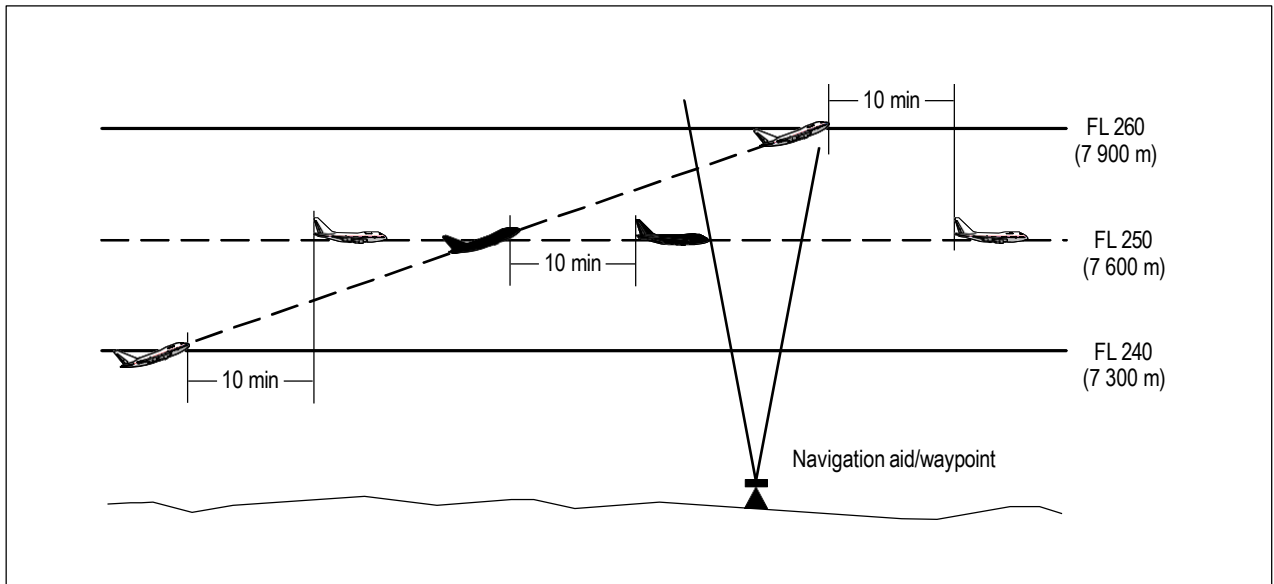 10 min
FL 260
(7 900 m)
10 min
FL 250
(7 600 m)
10 min
FL 240
(7 300 m)
Navigation aid/waypoint